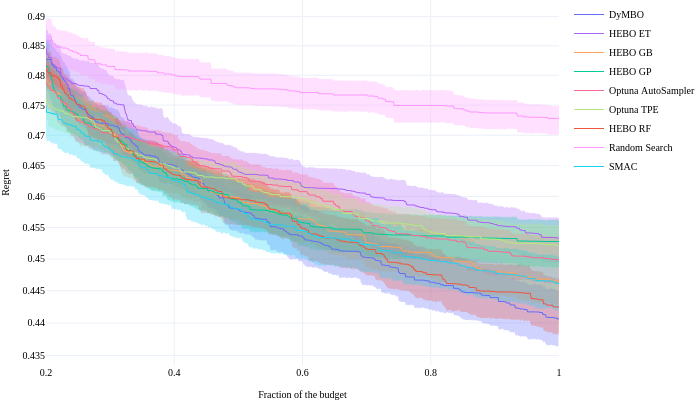 0.49
0.485
0.48
0.475
0.47
0.465
0.46
0.455
0.45
0.445
0.44
0.435
Regret
0.2
0.4
0.6
0.8
1
Fraction of the budget
DyMBO
HEBO ET
HEBO GB
HEBO GP
Optuna AutoSampler
Optuna TPE
HEBO RF
Random Search
SMAC